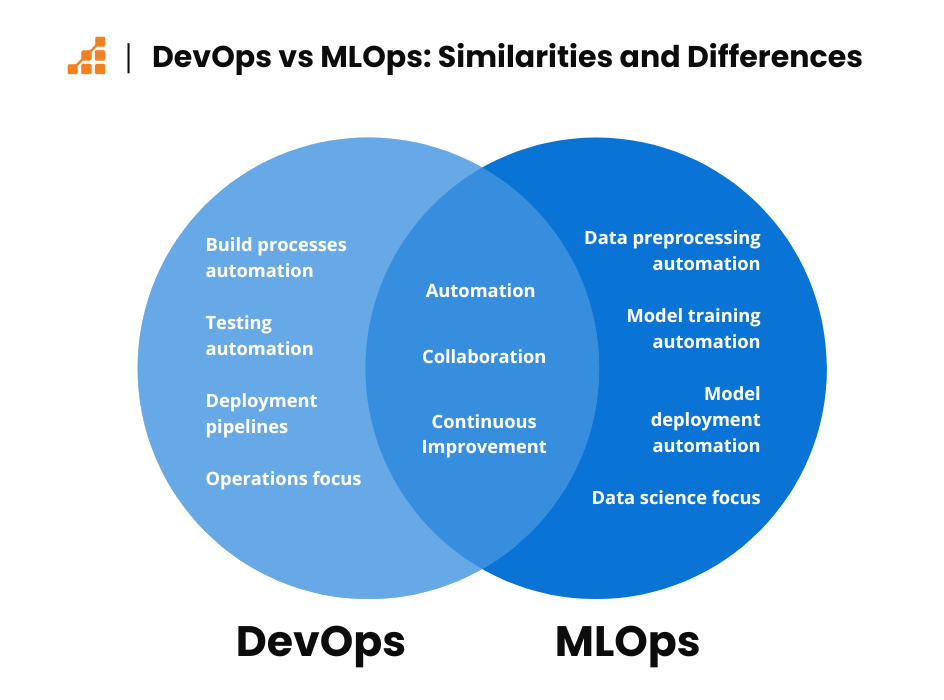 DevOps vs MLOps: Similarities and Differences
Build processes
automation
Testing
automation
Deployment
pipelines
Operations focus
Automation
Collaboration
Continuous
Improvement
Data preprocessing
automation
Model training
automation
Model
deployment
automation
Data science focus
DevOps
MLOps